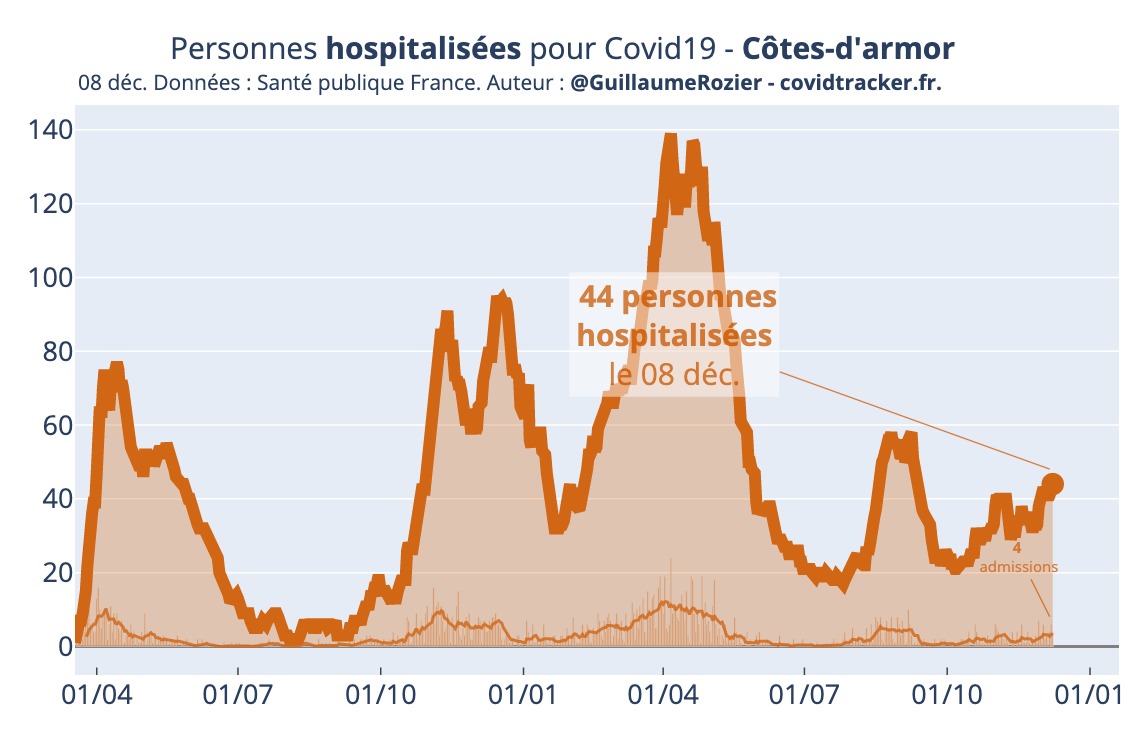 Personnes hospitalisées pour Covid19 - Côtes-d'armor
08 déc. Données : Santé publique France. Auteur : @GuillaumeRozier - covidtracker.fr.
140
120
100
80
60
40
20
0
44 personnes
hospitalisées
le 08 déc.
4
admissions
01/04 01/07 01/10 01/01 01/04 01/07 01/10 01/01